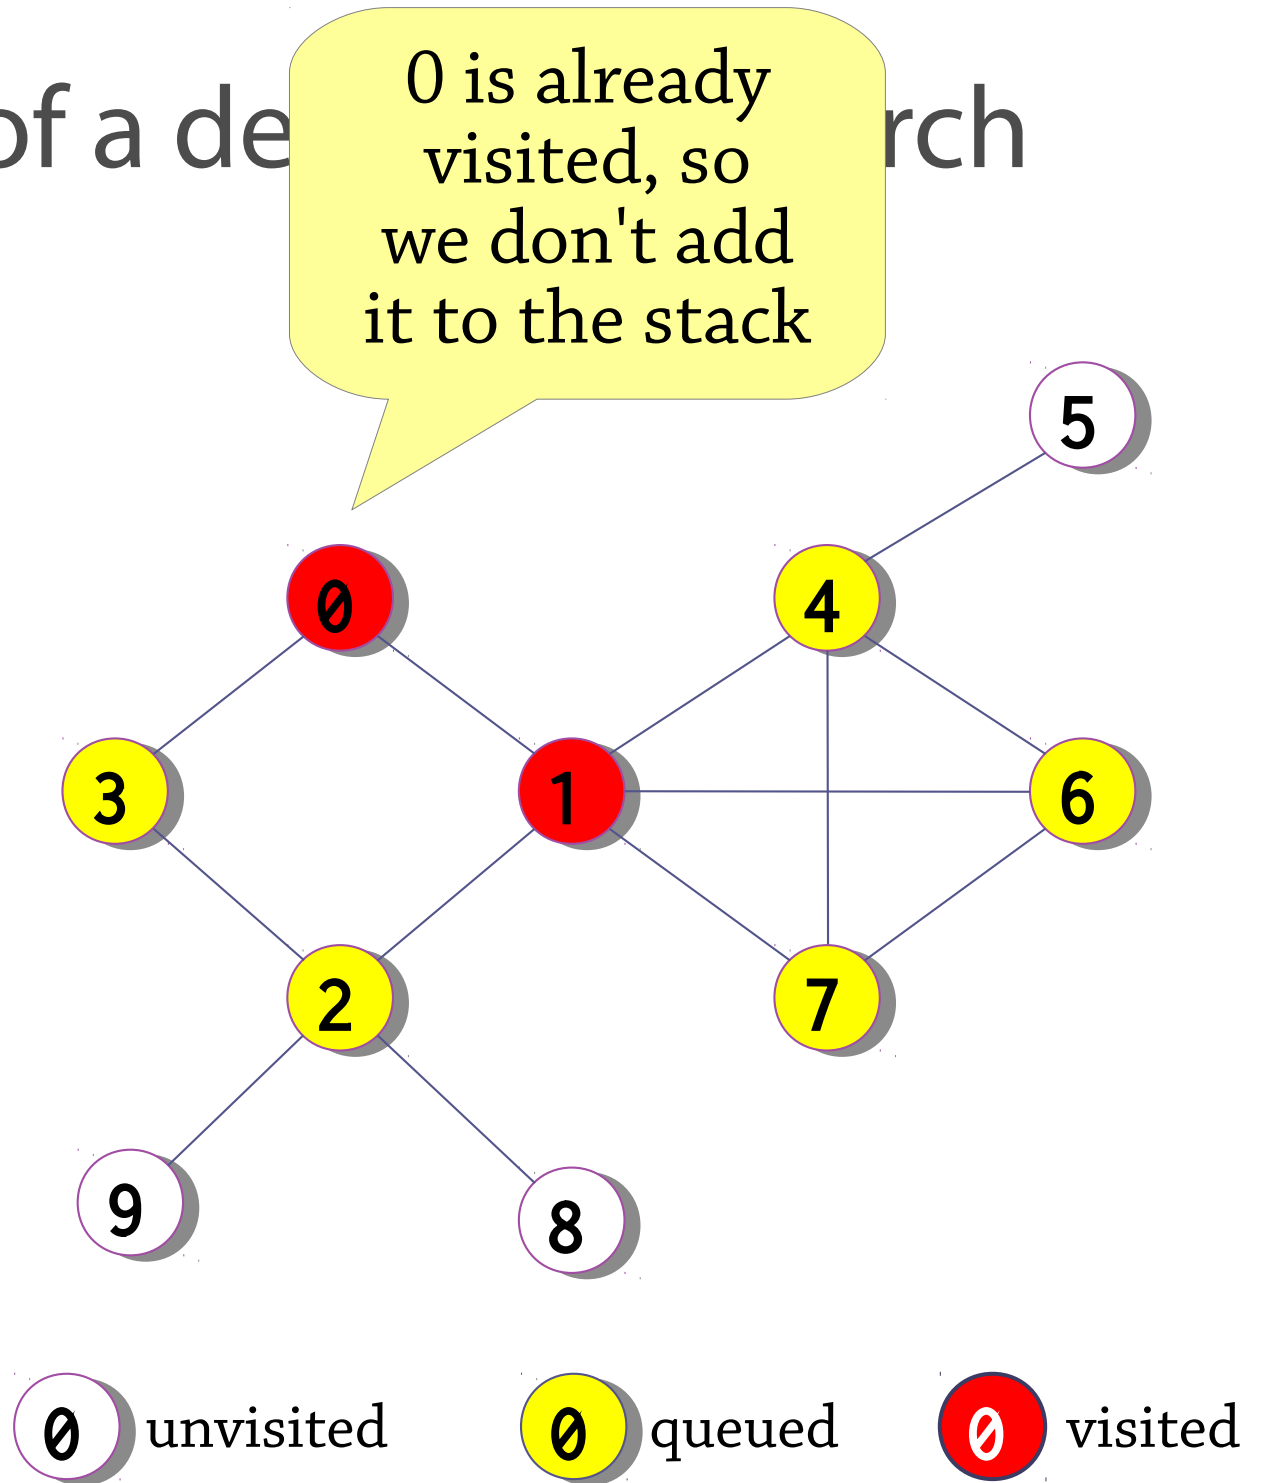 of a de rch
0 is already
visited, so
we don't add
it to the stack
5
0
4
3
1
6
2
7
9
8
0 unvisited
0 queued
0 visited